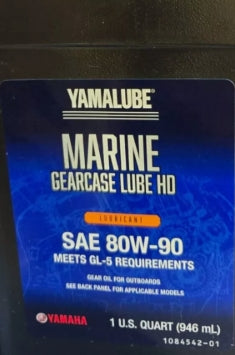 YAMALUBE®
MARINE
GEARCASE LUBE HD
LUBRICANT
SAE 80W-90
MEETS GL-5 REQUIREMENTS
GEAR OIL FOR OUTBOARDS
SEE BACK PANEL FOR APPLICABLE MODELS
YAMAHA
1 U.S. QUART (946 mL)
1084542-01